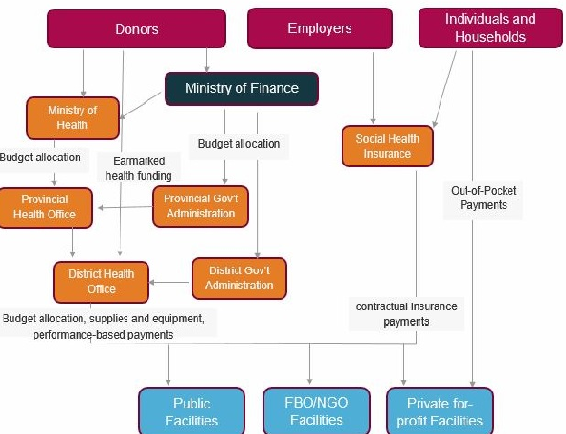 Donors
Employers
Individuals and
Households
Ministry of Finance
Ministry of
Health
Social Health
Insurance
Budget allocation
Budget allocation
Earmarked
health funding
Provincial
Health Office
Provincial Gov't
Administration
Out-of-Pocket
Payments
District Health
Office
District Gov't
Administration
Budget allocation, supplies and equipment,
performance-based payments
contractual Insurance
payments
Public
Facilities
FBO/NGO
Facilities
Private for-
profit Facilities